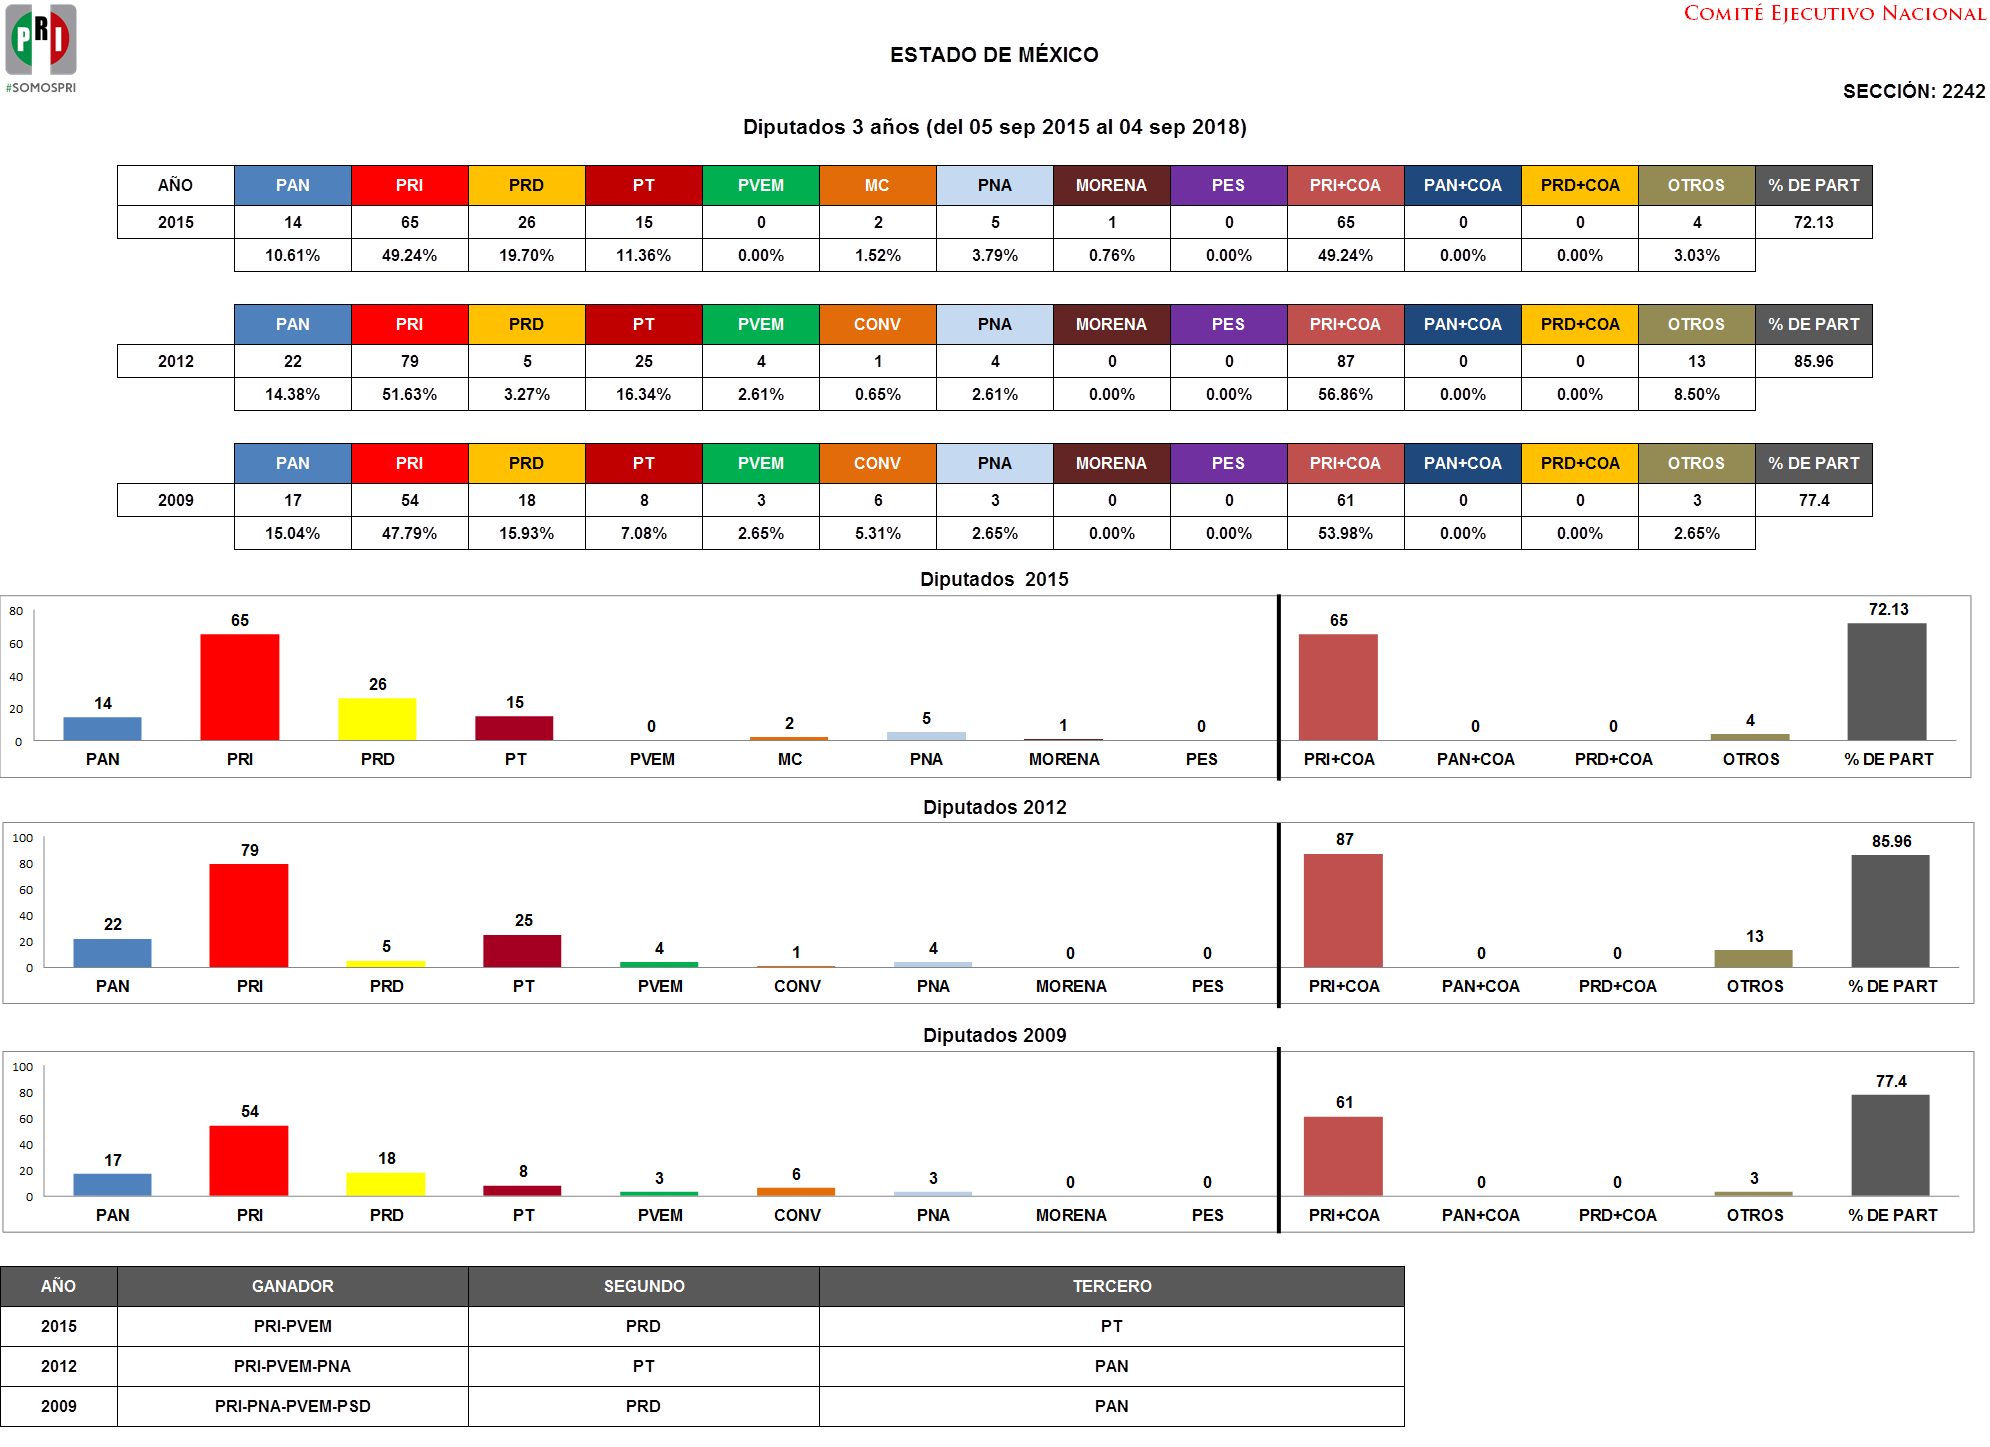 PRI
#SOMOSPRI
COMITÉ EJECUTIVO NACIONAL
ESTADO DE MÉXICO
SECCIÓN: 2242
Diputados 3 años (del 05 sep 2015 al 04 sep 2018)
AÑO PAN PRI PRD PT PVEM MC PNA MORENA PES PRI+COA PAN+COA PRD+COA OTROS % DE PART
2015 14 65 26 15 0 2 5 1 0 65 0 0 4 72.13
10.61% 49.24% 19.70% 11.36% 0.00% 1.52% 3.79% 0.76% 0.00% 49.24% 0.00% 0.00% 3.03%
PAN PRI PRD PT PVEM CONV PNA MORENA PES PRI+COA PAN+COA PRD+COA OTROS % DE PART
2012 22 79 5 25 4 1 4 0 0 87 0 0 13 85.96
14.38% 51.63% 3.27% 16.34% 2.61% 0.65% 2.61% 0.00% 0.00% 56.86% 0.00% 0.00% 8.50%
PAN PRI PRD PT PVEM CONV PNA MORENA PES PRI+COA PAN+COA PRD+COA OTROS % DE PART
2009 17 54 18 8 3 6 3 0 0 61 0 0 3 77.4
15.04% 47.79% 15.93% 7.08% 2.65% 5.31% 2.65% 0.00% 0.00% 53.98% 0.00% 0.00% 2.65%
Diputados 2015
80
60
40
20
0
14 65 26 15 0 2 5 1 0 65 0 0 4 72.13
PAN PRI PRD PT PVEM MC PNA MORENA PES PRI+COA PAN+COA PRD+COA OTROS % DE PART
Diputados 2012
100
80
60
40
20
0
22 79 5 25 4 1 4 0 0 87 0 0 13 85.96
PAN PRI PRD PT PVEM CONV PNA MORENA PES PRI+COA PAN+COA PRD+COA OTROS % DE PART
Diputados 2009
100
80
60
40
20
0
17 54 18 8 3 6 3 0 0 61 0 0 3 77.4
PAN PRI PRD PT PVEM CONV PNA MORENA PES PRI+COA PAN+COA PRD+COA OTROS % DE PART
AÑO GANADOR SEGUNDO TERCERO
2015 PRI-PVEM PRD PT
2012 PRI-PVEM-PNA PT PAN
2009 PRI-PNA-PVEM-PSD PRD PAN